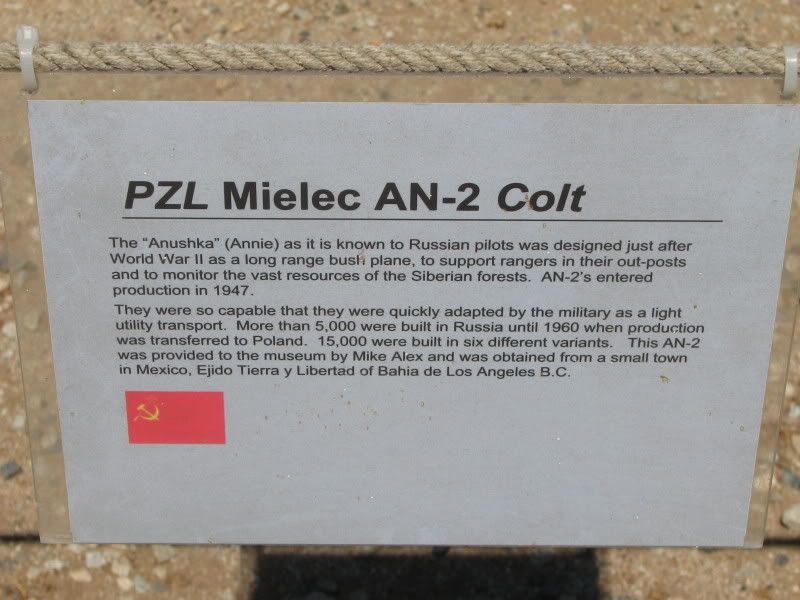 PZL Mielec AN-2 Colt
The "Anushka" (Annie) as it is known to Russian pilots was designed just after
World War II as a long range bush plane, to support rangers in their out-posts
and to monitor the vast resources of the Siberian forests. AN-2's entered
production in 1947.
They were so capable that they were quickly adapted by the military as a light
utility transport. More than 5,000 were built in Russia until 1960 when production
was transferred to Poland. 15,000 were built in six different variants. This AN-2
was provided to the museum by Mike Alex and was obtained from a small town
in Mexico, Ejido Tierra y Libertad of Bahia de Los Angeles B.C.